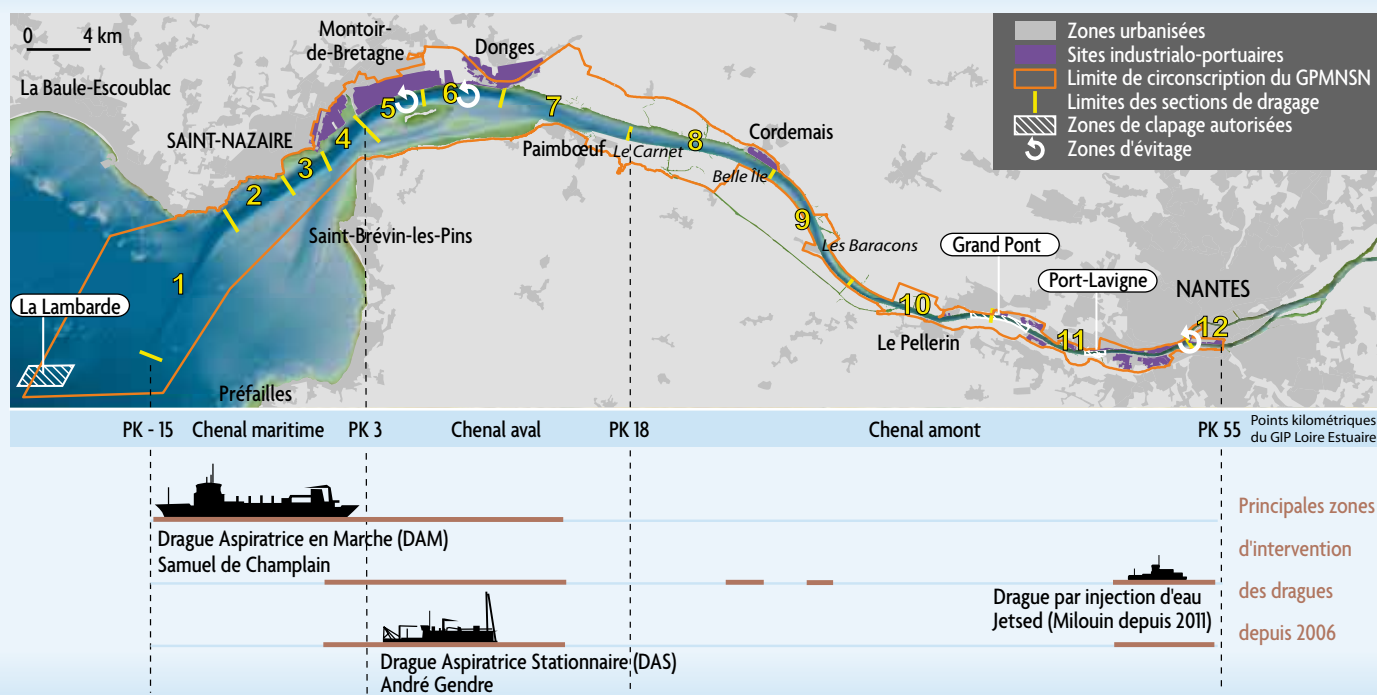 0 4 km
Montoir-
de-Bretagne
Donges
La Baule-Escoublac
SAINT-NAZAIRE
Cordemais
Paimbœuf
Le Carnet
Belle Île
Saint-Brévin-les-Pins
Les Baracons
Grand Pont
Port-Lavigne
NANTES
La Lambarde
Le Pellerin
Préfailles
1
2
3
4
5
6
7
8
9
10
11
12
Zones urbanisées
Sites industrialo-portuaires
Limite de circonscription du GPMNSN
Limites des sections de dragage
Zones de clapage autorisées
Zones d'évitage
PK - 15 Chenal maritime PK 3 Chenal aval PK 18 Chenal amont PK 55
Points kilométriques
du GIP Loire Estuaire
Drague Aspiratrice en Marche (DAM)
Samuel de Champlain
Drague par injection d'eau
Jetsed (Milouin depuis 2011)
Drague Aspiratrice Stationnaire (DAS)
André Gendre
Principales zones
d'intervention
des dragues
depuis 2006